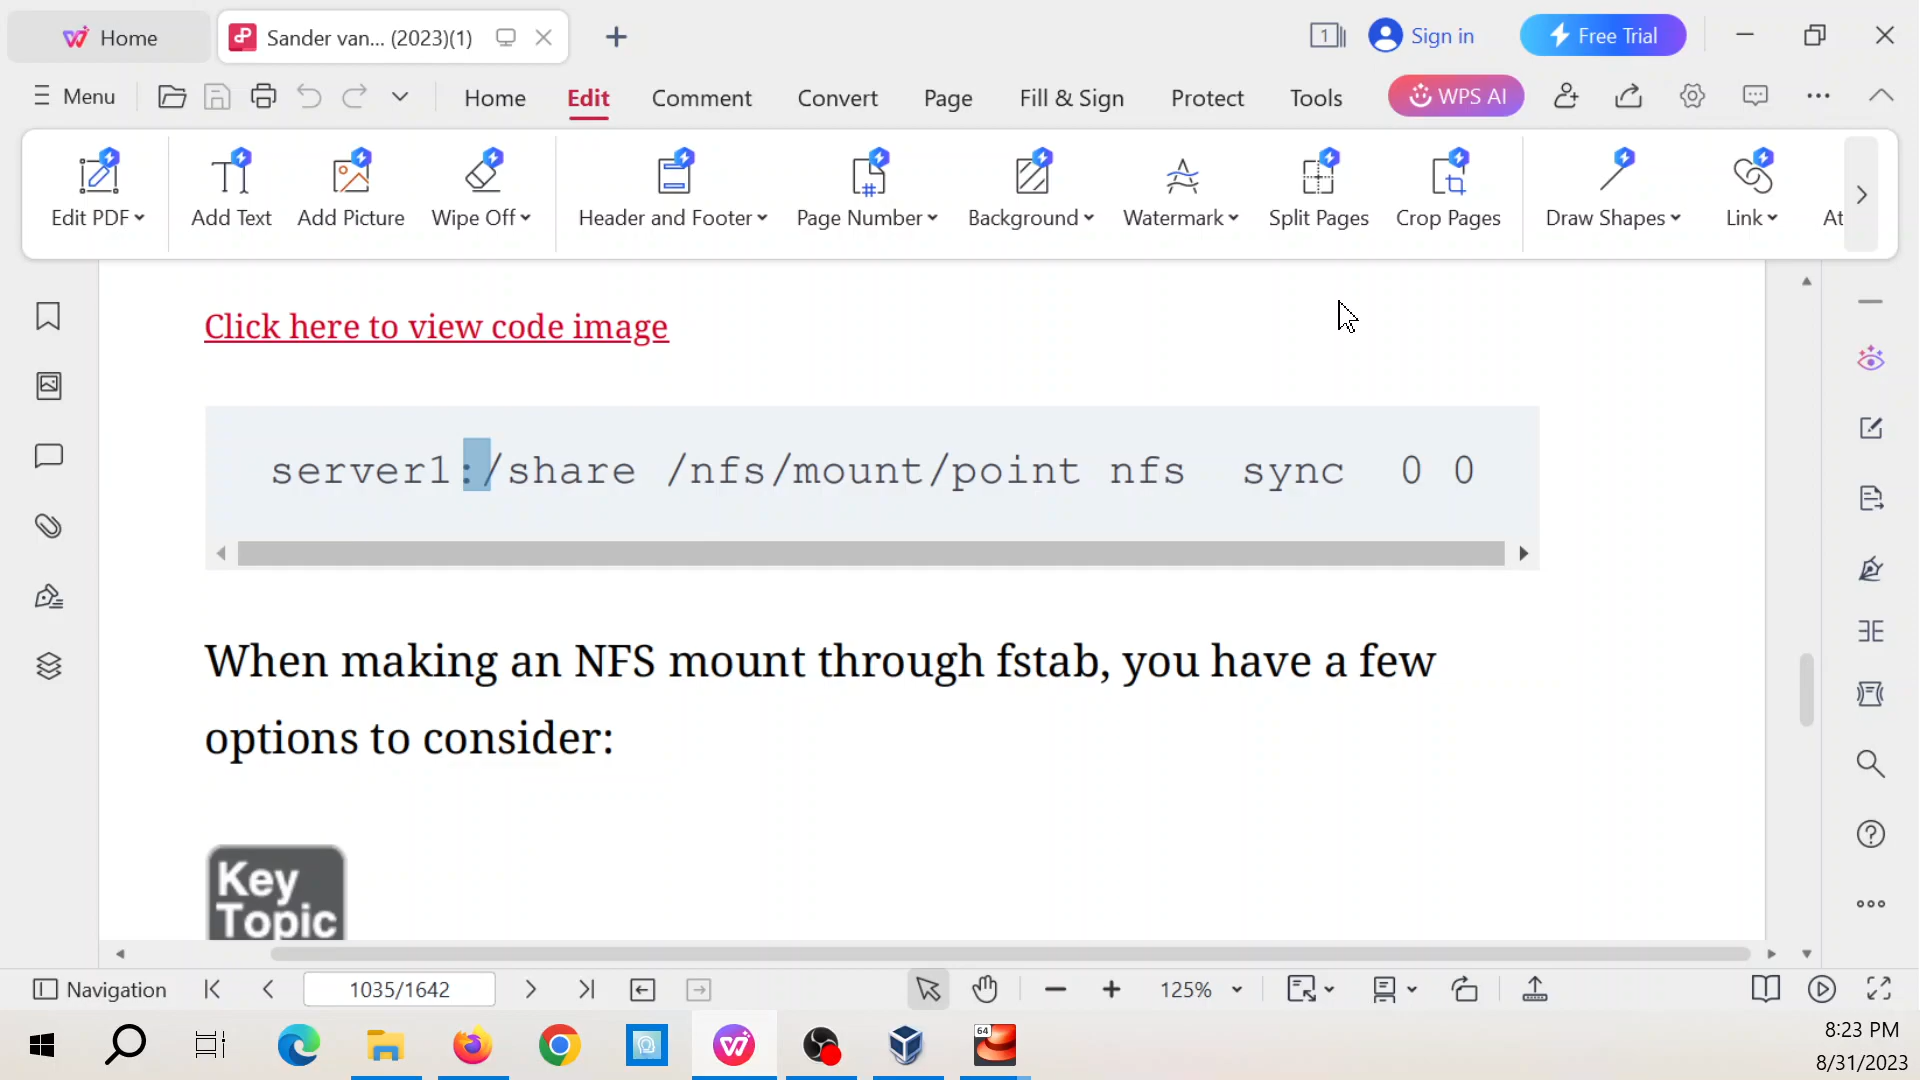 Home
Sander van... (2023)(1)
1
Sign in
Free Trial
Menu
Home
Edit
Comment
Convert
Page
Fill & Sign
Protect
Tools
WPS AI
Edit PDF
Add Text
Add Picture
Wipe Off
Header and Footer
Page Number
Background
Watermark
Split Pages
Crop Pages
Draw Shapes
Link
At
Click here to view code image
server1:/share /nfs/mount/point nfs  sync  0 0
When making an NFS mount through fstab, you have a few
options to consider:
Key
Topic
Navigation
1035/1642
125%
64
8:23 PM
8/31/2023